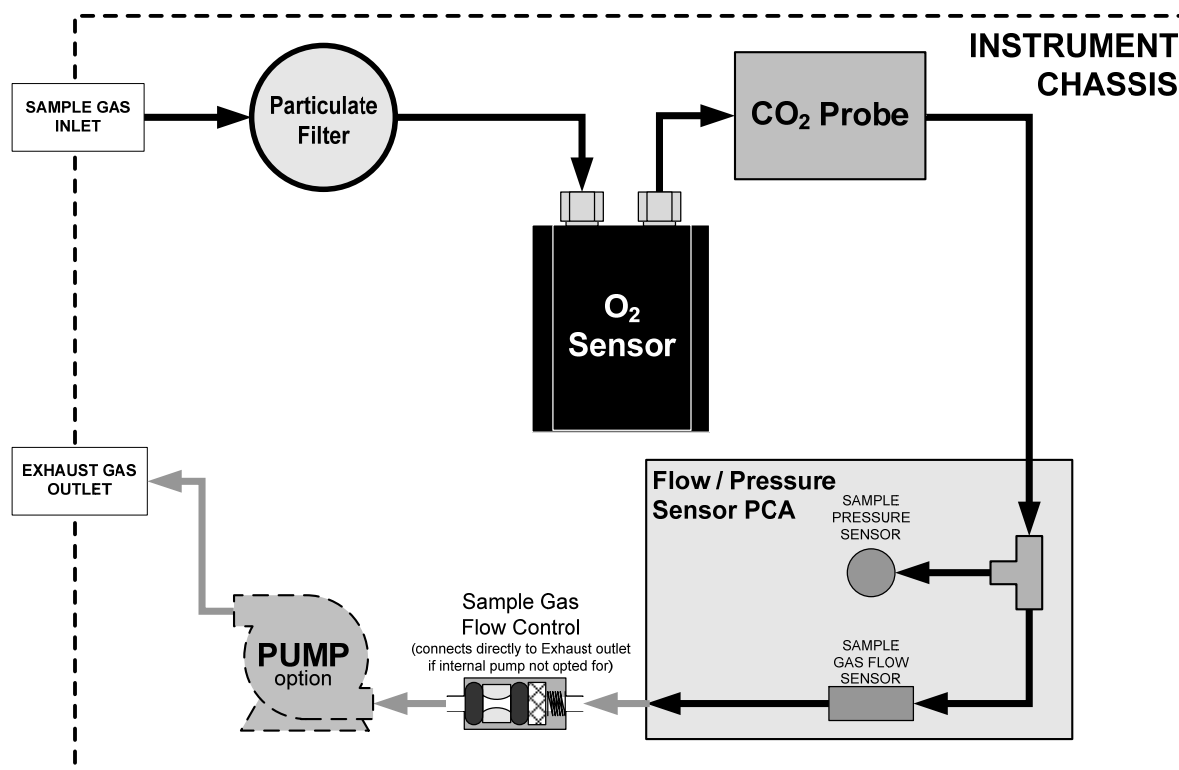 INSTRUMENT
CHASSIS
SAMPLE GAS
INLET
Particulate
Filter
CO₂ Probe
O₂
Sensor
EXHAUST GAS
OUTLET
Flow / Pressure
Sensor PCA
SAMPLE
PRESSURE
SENSOR
Sample Gas
Flow Control
(connects directly to Exhaust outlet
if internal pump not opted for)
PUMP
option
SAMPLE
GAS FLOW
SENSOR